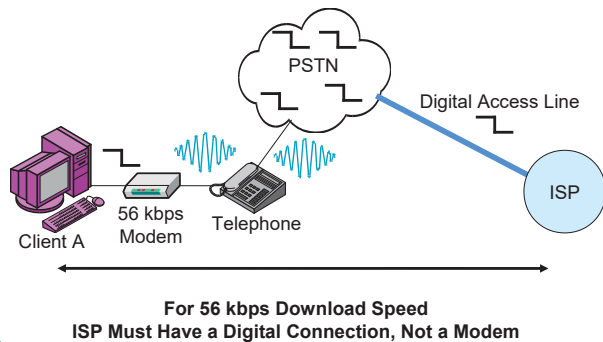 PSTN
Digital Access Line
ISP
Client A
56 kbps
Modem
Telephone
For 56 kbps Download Speed
ISP Must Have a Digital Connection, Not a Modem